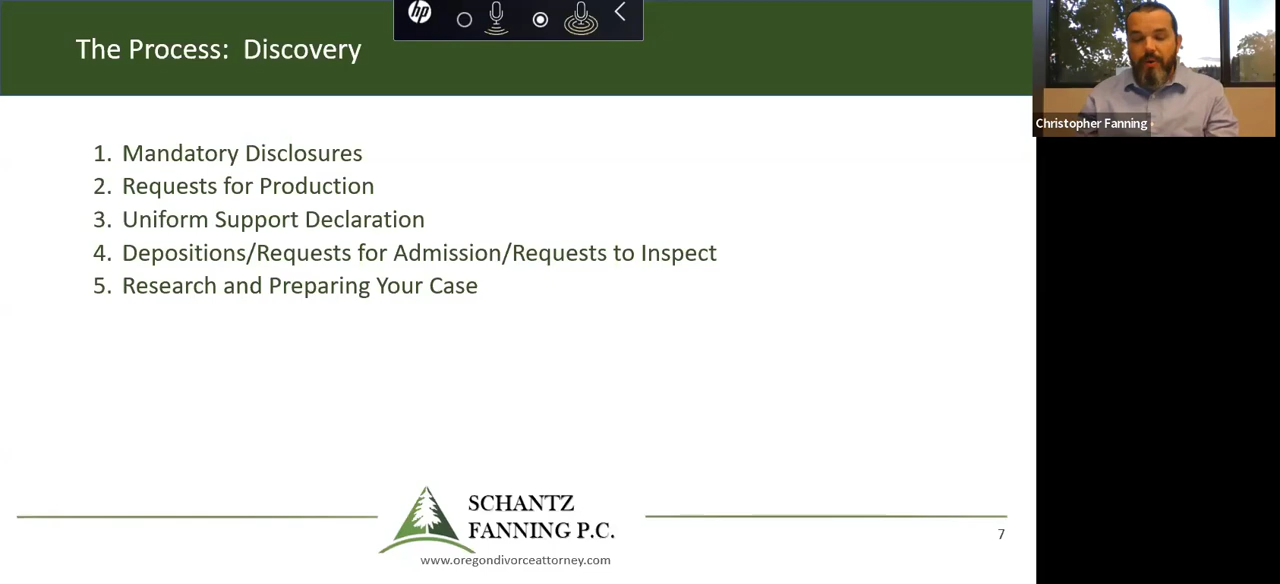 hp
The Process: Discovery
Christopher Fanning
1. Mandatory Disclosures
2. Requests for Production
3. Uniform Support Declaration
4. Depositions/Requests for Admission/Requests to Inspect
5. Research and Preparing Your Case
SCHANTZ
FANNING P.C.
www.oregondivorceattorney.com
7